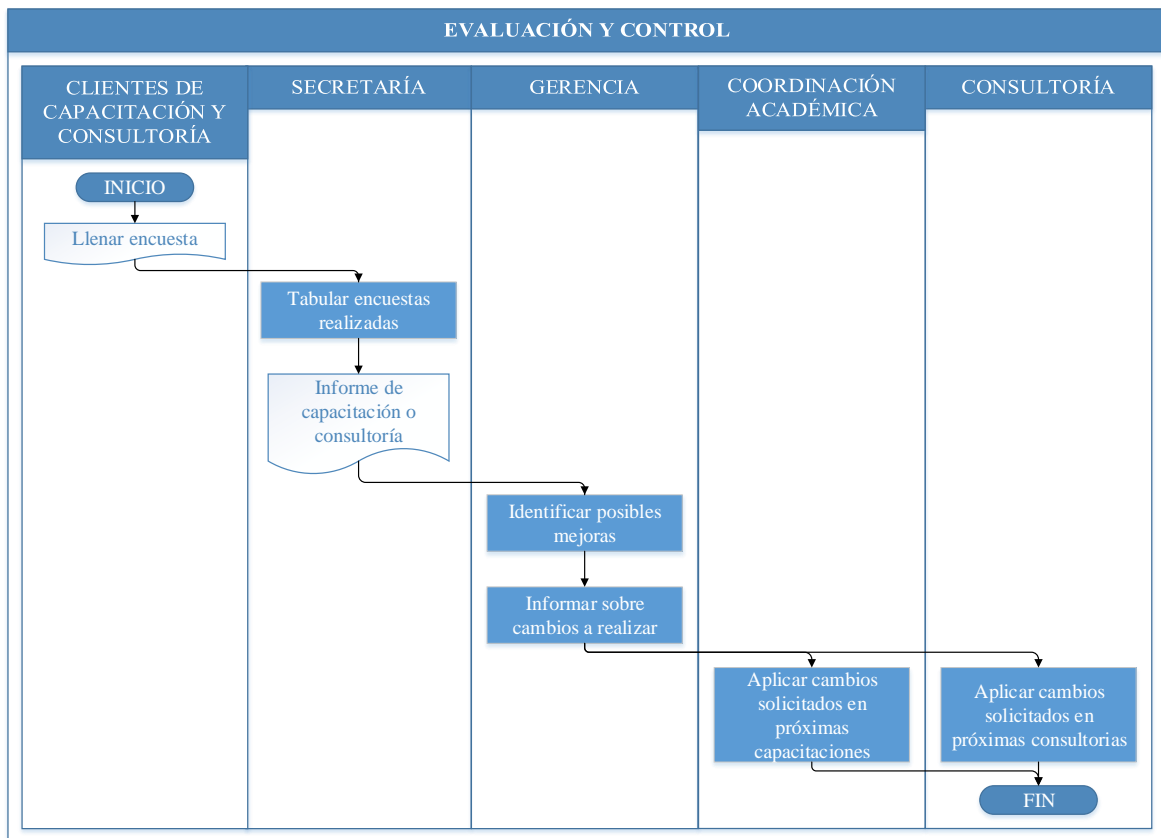 EVALUACIÓN Y CONTROL
CLIENTES DE
CAPACITACIÓN Y
CONSULTORÍA
SECRETARÍA
GERENCIA
COORDINACIÓN
ACADÉMICA
CONSULTORÍA
INICIO
Llenar encuesta
Tabular encuestas
realizadas
Informe de
capacitación o
consultoría
Identificar posibles
mejoras
Informar sobre
cambios a realizar
Aplicar cambios
solicitados en
próximas
capacitaciones
Aplicar cambios
solicitados en
próximas consultorias
FIN